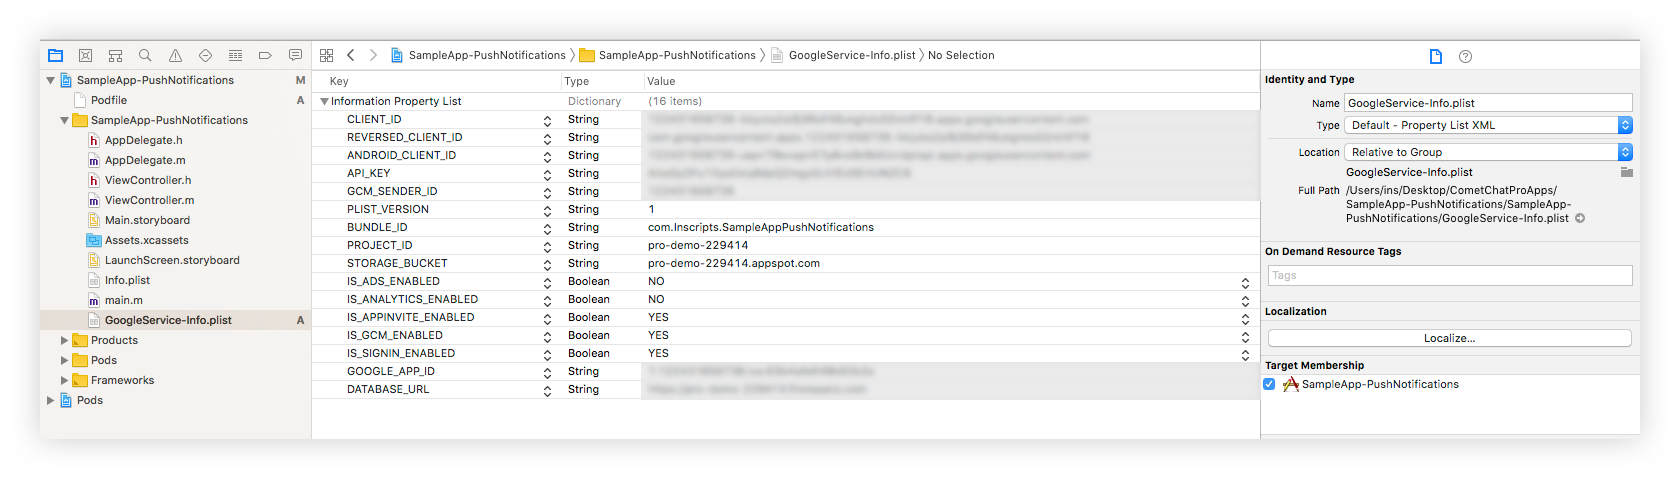 SampleApp-PushNotifications M
Podfile A
SampleApp-PushNotifications
AppDelegate.h
AppDelegate.m
ViewController.h
ViewController.m
Main.storyboard
Assets.xcassets
LaunchScreen.storyboard
Info.plist
main.m
GoogleService-Info.plist A
Products
Pods
Frameworks
Pods
SampleApp-PushNotifications SampleApp-PushNotifications GoogleService-Info.plist No Selection
Key Type Value
Information Property List Dictionary (16 items)
CLIENT_ID String
REVERSED_CLIENT_ID String
ANDROID_CLIENT_ID String
API_KEY String
GCM_SENDER_ID String
PLIST_VERSION String 1
BUNDLE_ID String com.Inscripts.SampleAppPushNotifications
PROJECT_ID String pro-demo-229414
STORAGE_BUCKET String pro-demo-229414.appspot.com
IS_ADS_ENABLED Boolean NO
IS_ANALYTICS_ENABLED Boolean NO
IS_APPINVITE_ENABLED Boolean YES
IS_GCM_ENABLED Boolean YES
IS_SIGNIN_ENABLED Boolean YES
GOOGLE_APP_ID String
DATABASE_URL String
Identity and Type
Name GoogleService-Info.plist
Type Default - Property List XML
Location Relative to Group
GoogleService-Info.plist
Full Path /Users/ins/Desktop/CometChatProApps/
SampleApp-PushNotifications/SampleApp-
PushNotifications/GoogleService-Info.plist
On Demand Resource Tags
Tags
Localization
Localize...
Target Membership
SampleApp-PushNotifications